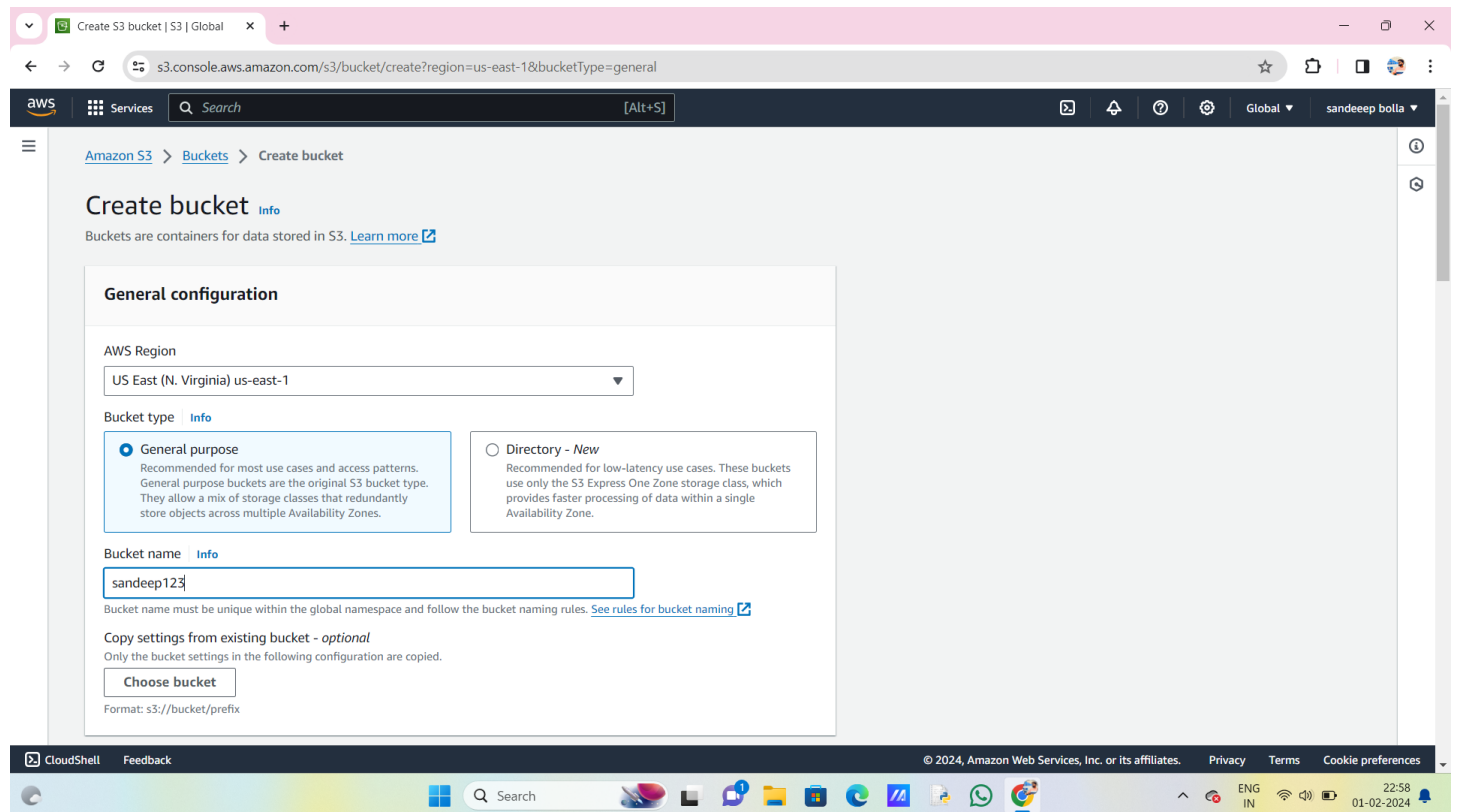 Create S3 bucket | S3 | Global
s3.console.aws.amazon.com/s3/bucket/create?region=us-east-1&bucketType=general
aws Services Search [Alt+S] Global sandeeep bolla
Amazon S3 > Buckets > Create bucket
Create bucket Info
Buckets are containers for data stored in S3. Learn more
General configuration
AWS Region
US East (N. Virginia) us-east-1
Bucket type Info
General purpose
Recommended for most use cases and access patterns.
General purpose buckets are the original S3 bucket type.
They allow a mix of storage classes that redundantly
store objects across multiple Availability Zones.
Directory - New
Recommended for low-latency use cases. These buckets
use only the S3 Express One Zone storage class, which
provides faster processing of data within a single
Availability Zone.
Bucket name Info
sandeep123
Bucket name must be unique within the global namespace and follow the bucket naming rules. See rules for bucket naming
Copy settings from existing bucket - optional
Only the bucket settings in the following configuration are copied.
Choose bucket
Format: s3://bucket/prefix
CloudShell Feedback © 2024, Amazon Web Services, Inc. or its affiliates. Privacy Terms Cookie preferences
Search 1 ENG 22:58
IN 01-02-2024